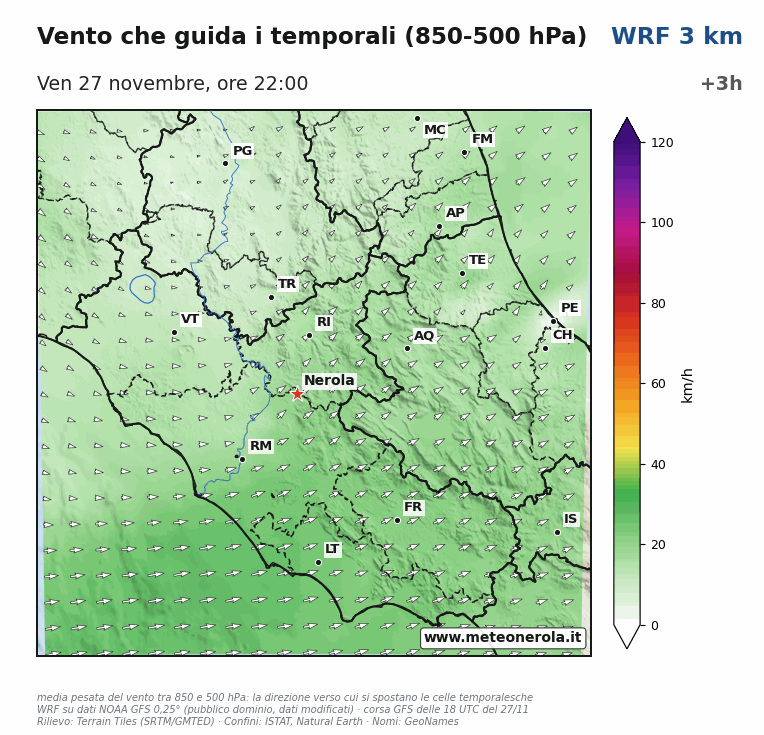 Vento che guida i temporali (850-500 hPa) WRF 3 km
Ven 27 novembre, ore 22:00 +3h
MC
FM
PG
AP
TE
TR
PE
VT
RI
AQ
CH
Nerola
RM
FR
IS
LT
www.meteonerola.it
120
100
80
60
40
20
0
km/h
media pesata del vento tra 850 e 500 hPa: la direzione verso cui si spostano le celle temporalesche
WRF su dati NOAA GFS 0,25° (pubblico dominio, dati modificati) · corsa GFS delle 18 UTC del 27/11
Rilievo: Terrain Tiles (SRTM/GMTED) · Confini: ISTAT, Natural Earth · Nomi: GeoNames